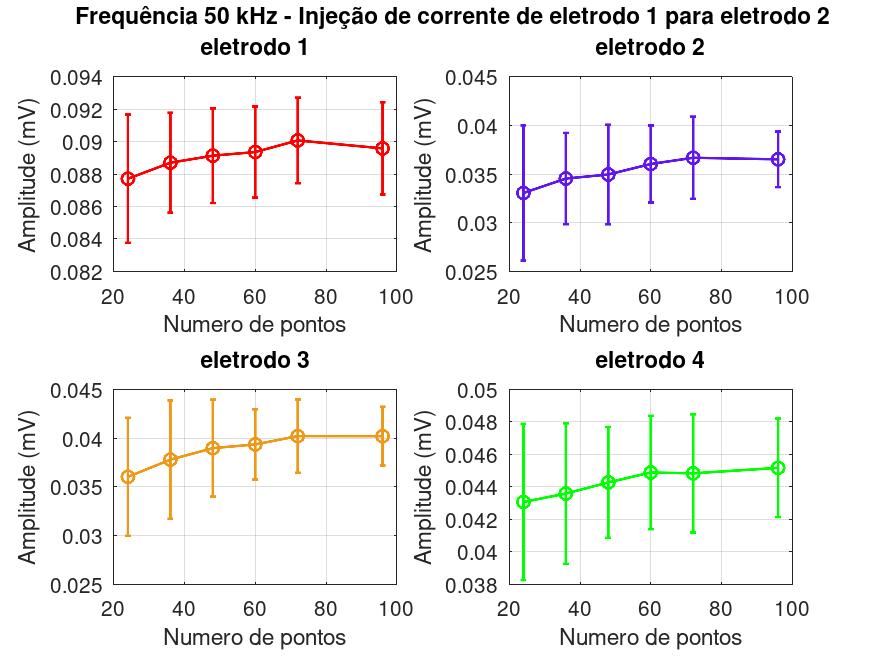 Frequência 50 kHz - Injeção de corrente de eletrodo 1 para eletrodo 2
eletrodo 1
0.094
0.092
0.09
0.088
0.086
0.084
0.082
Amplitude (mV)
20 40 60 80 100
Numero de pontos
eletrodo 2
0.045
0.04
0.035
0.03
0.025
Amplitude (mV)
20 40 60 80 100
Numero de pontos
eletrodo 3
0.045
0.04
0.035
0.03
0.025
Amplitude (mV)
20 40 60 80 100
Numero de pontos
eletrodo 4
0.05
0.048
0.046
0.044
0.042
0.04
0.038
Amplitude (mV)
20 40 60 80 100
Numero de pontos